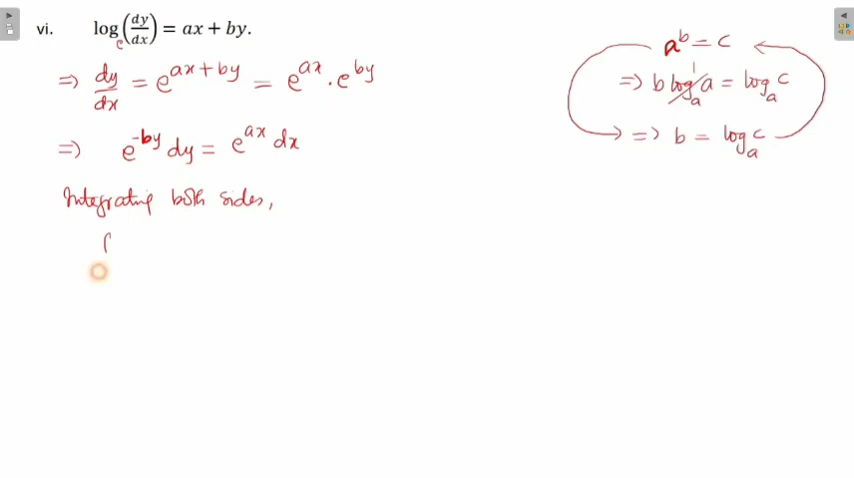 vi. log_e(dy/dx) = ax + by.
⇒ dy/dx = e^{ax+by} = e^{ax} · e^{by}
⇒ e^{-by} dy = e^{ax} dx
Integrating both sides,
∫
a^b = c
⇒ b log_a a = log_a c
1
⇒ b = log_a c